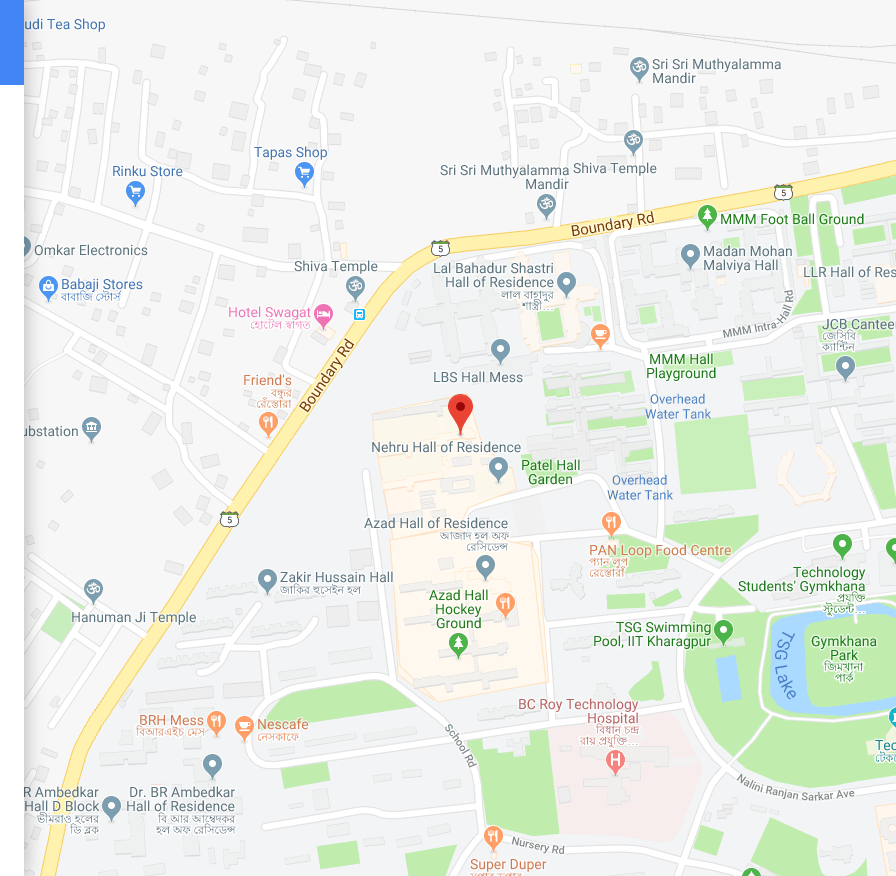 udi Tea Shop
Sri Sri Muthyalamma
Mandir
Tapas Shop
Rinku Store
Sri Sri Muthyalamma
Mandir
Shiva Temple
5
Boundary Rd
MMM Foot Ball Ground
Omkar Electronics
5
Madan Mohan
Malviya Hall
Shiva Temple
Lal Bahadur Shastri
Hall of Residence
লাল বাহাদুর
শাস্ত্রী...
LLR Hall of Res
Babaji Stores
বাবাজি স্টোর্স
Hotel Swagat
হোটেল স্বাগত
MMM Intra-Hall Rd
JCB Cantee
জেসিবি
ক্যান্টিন
Boundary Rd
MMM Hall
Playground
LBS Hall Mess
Friend's
বন্ধুর
রেঁস্তোরা
Overhead
Water Tank
ubstation
Nehru Hall of Residence
Patel Hall
Garden
Overhead
Water Tank
5
Azad Hall of Residence
আজাদ হল অফ
রেসিডেন্স
PAN Loop Food Centre
প্যান লুপ
রেস্তোরাঁ
Technology
Students' Gymkhana
প্রযুক্তি
স্টুডেন্ট...
Zakir Hussain Hall
জাকির হুসেইন হল
Azad Hall
Hockey
Ground
Hanuman Ji Temple
TSG Swimming
Pool, IIT Kharagpur
TSG Lake
Gymkhana
Park
জিমখানা
পার্ক
BC Roy Technology
Hospital
বিধান চন্দ্র
রায় প্রযুক্তি...
BRH Mess
বিআরএইচ মেস
Nescafe
নেসকাফে
School Rd
Tec
টেক
Nalini Ranjan Sarkar Ave
R Ambedkar
Hall D Block
ভীমরাও হলের
ডি ব্লক
Dr. BR Ambedkar
Hall of Residence
বি আর আম্বেদকর
হল অফ রেসিডেন্স
Nursery Rd
Super Duper